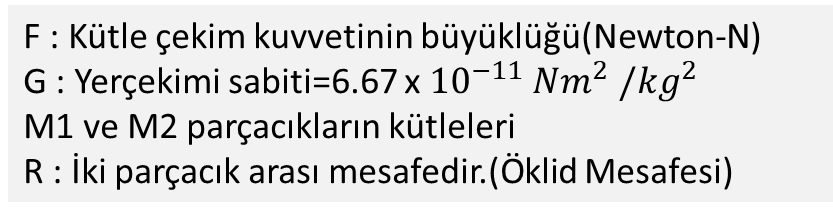 F : Kütle çekim kuvvetinin büyüklüğü(Newton-N)
G : Yerçekimi sabiti=6.67 x 10⁻¹¹ Nm² /kg²
M1 ve M2 parçacıkların kütleleri
R : İki parçacık arası mesafedir.(Öklid Mesafesi)